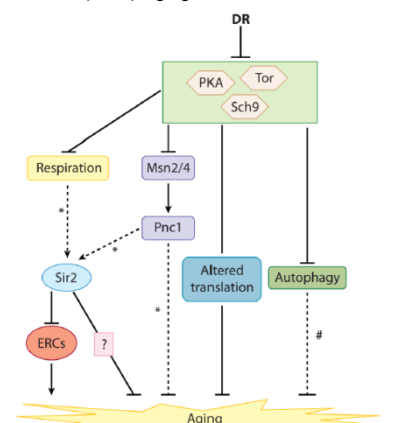 DR
PKA
Tor
Sch9
Respiration
Msn2/4
*
Pnc1
*
Sir2
*
Altered
translation
Autophagy
ERCs
?
#
Aging